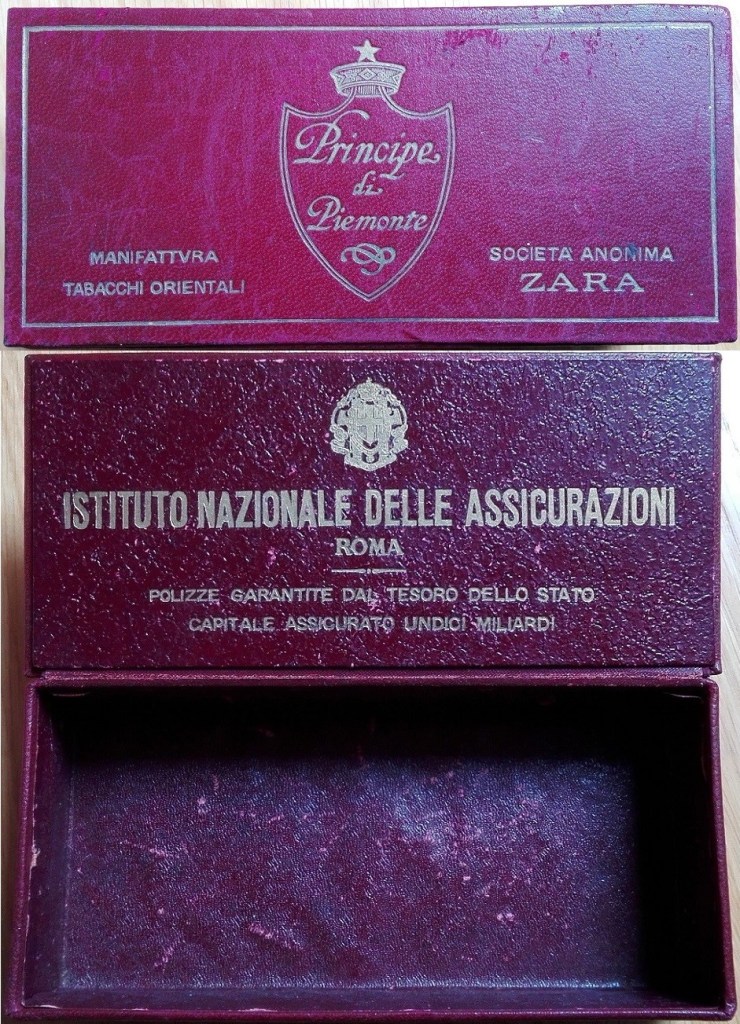 Principe
di
Piemonte
MANIFATTVRA
TABACCHI ORIENTALI
SOCIETA' ANONIMA
ZARA
ISTITUTO NAZIONALE DELLE ASSICURAZIONI
ROMA
POLIZZE GARANTITE DAL TESORO DELLO STATO
CAPITALE ASSICURATO UNDICI MILIARDI